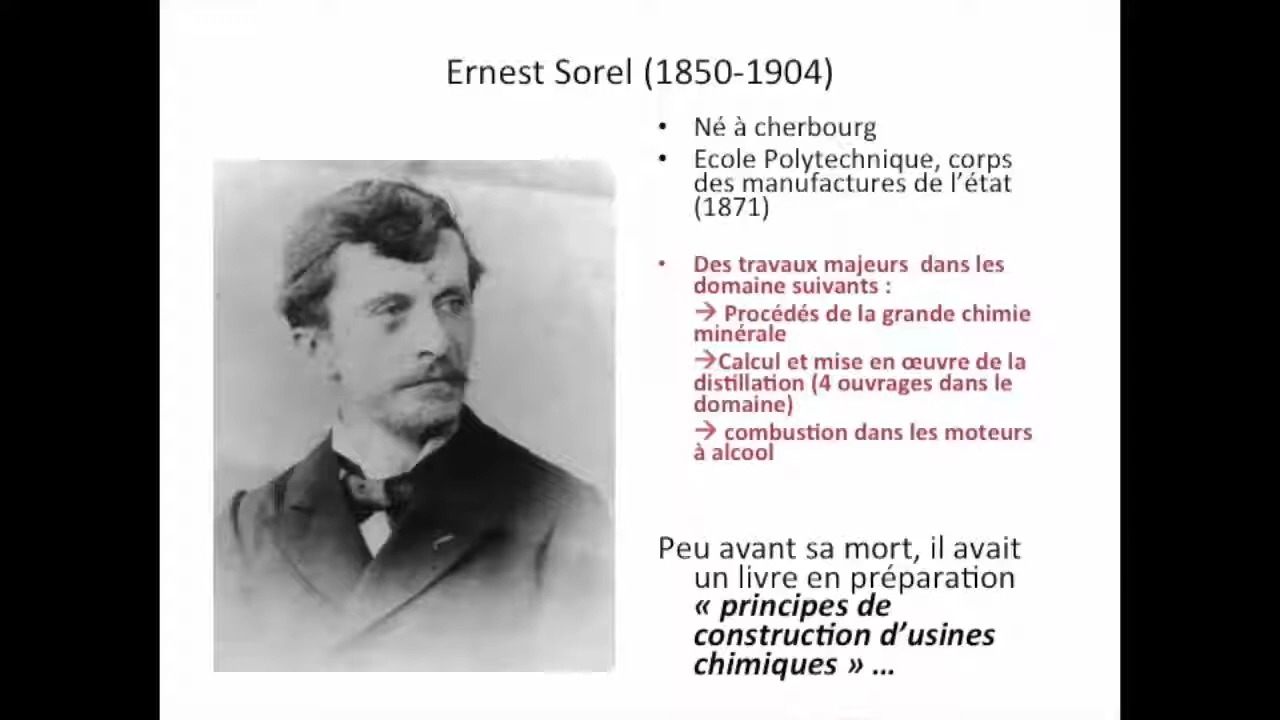 Ernest Sorel (1850-1904)
• Né à cherbourg
• Ecole Polytechnique, corps
des manufactures de l’état
(1871)
• Des travaux majeurs  dans les
domaine suivants :
→ Procédés de la grande chimie
minérale
→Calcul et mise en œuvre de la
distillation (4 ouvrages dans le
domaine)
→ combustion dans les moteurs
à alcool
Peu avant sa mort, il avait
un livre en préparation
« principes de
construction d’usines
chimiques » …